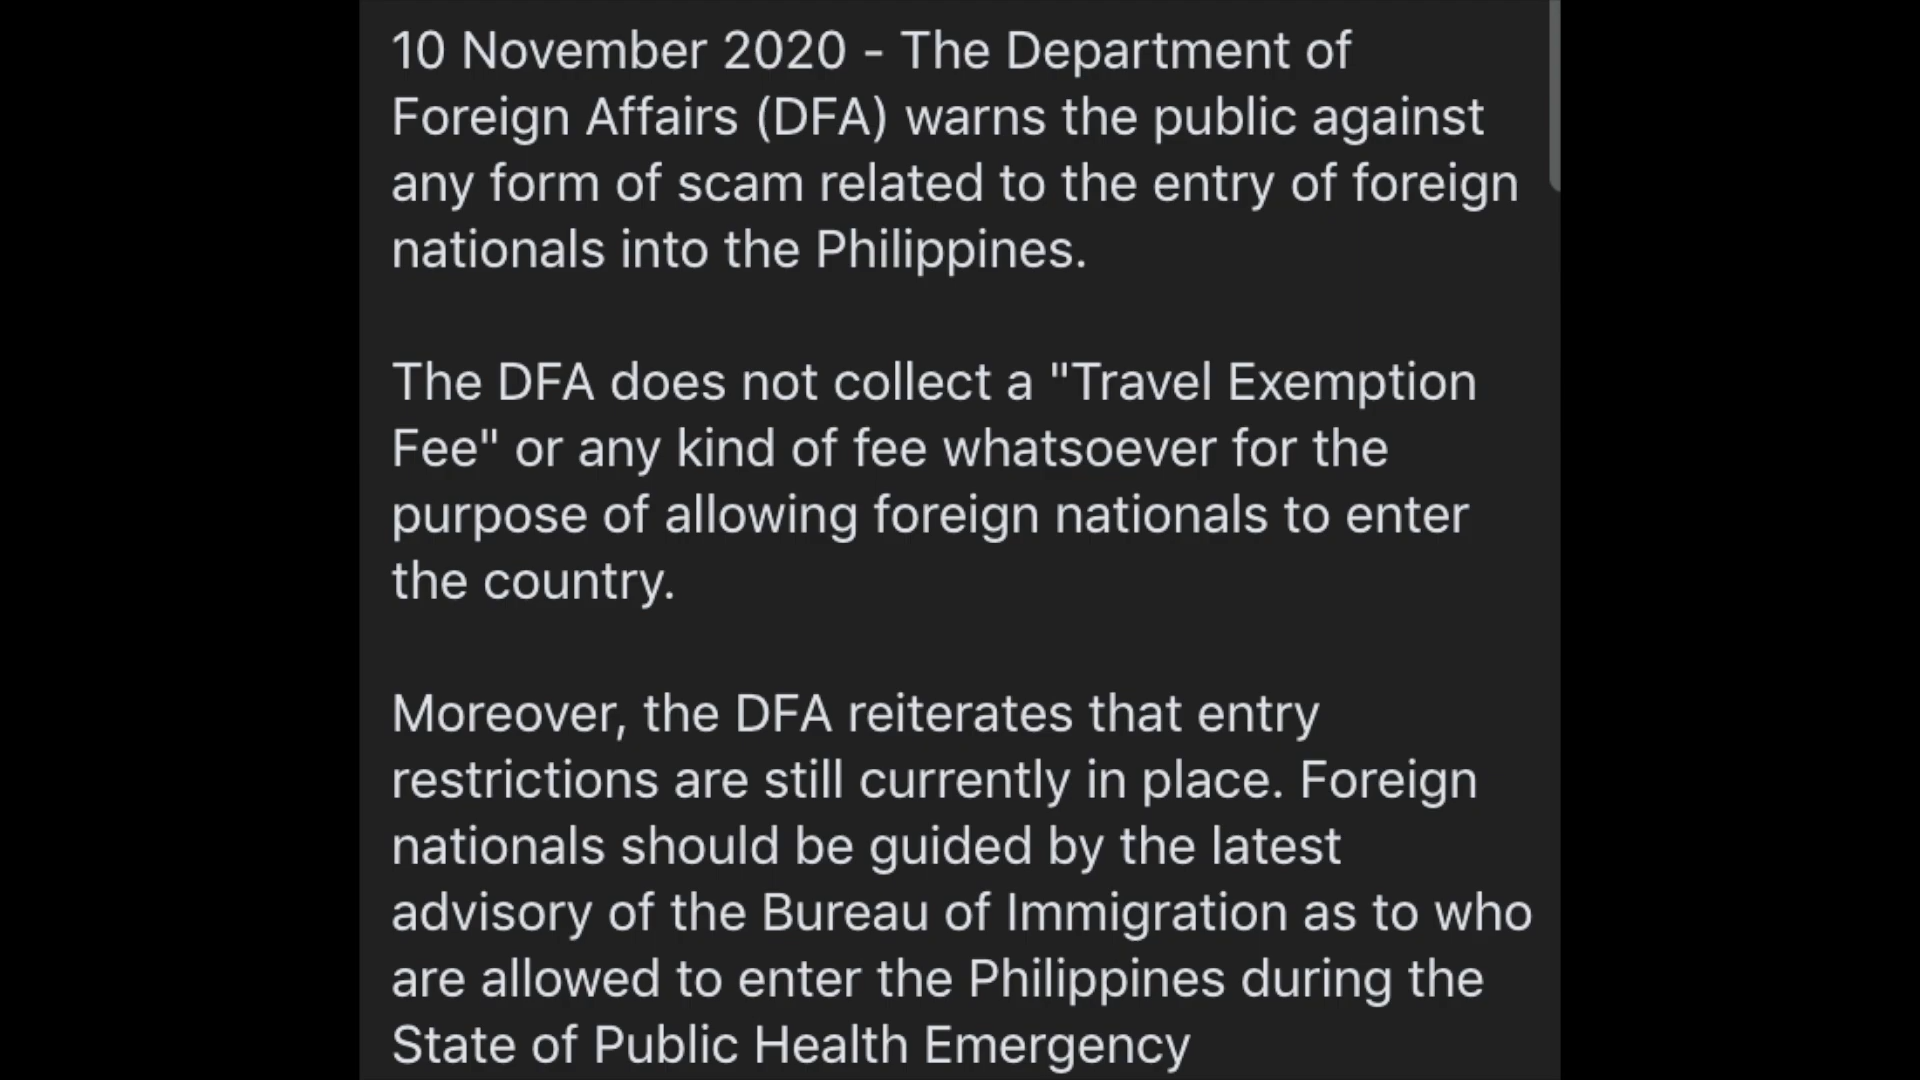 10 November 2020 - The Department of
Foreign Affairs (DFA) warns the public against
any form of scam related to the entry of foreign
nationals into the Philippines.
The DFA does not collect a "Travel Exemption
Fee" or any kind of fee whatsoever for the
purpose of allowing foreign nationals to enter
the country.
Moreover, the DFA reiterates that entry
restrictions are still currently in place. Foreign
nationals should be guided by the latest
advisory of the Bureau of Immigration as to who
are allowed to enter the Philippines during the
State of Public Health Emergency